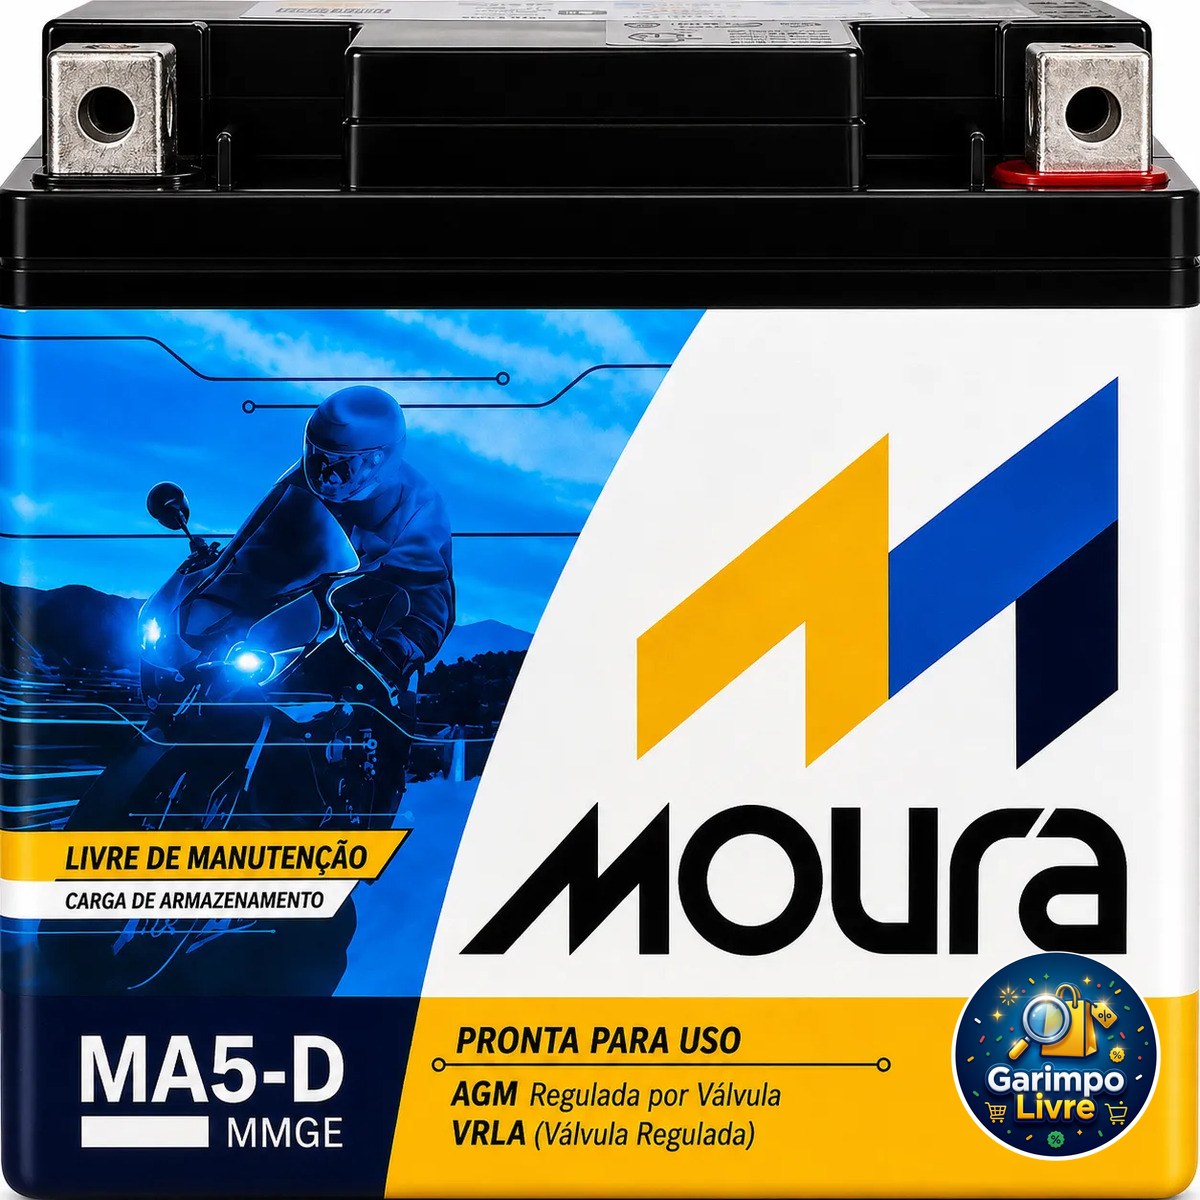 LIVRE DE MANUTENÇÃO
CARGA DE ARMAZENAMENTO
MOURA
MA5-D
MMGE
PRONTA PARA USO
AGM Regulada por Válvula
VRLA (Válvula Regulada)
Garimpo
Livre